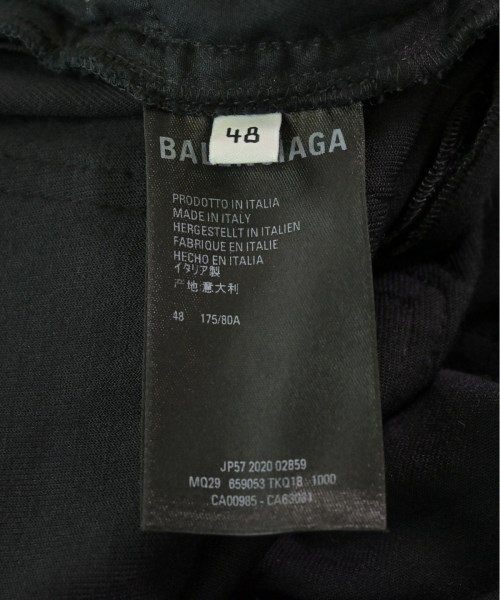 48
BALENCIAGA
PRODOTTO IN ITALIA
MADE IN ITALY
HERGESTELLT IN ITALIEN
FABRIQUE EN ITALIE
HECHO EN ITALIA
イタリア製
产地:意大利
48 175/80A
JP57 2020 02859
MQ29 659053 TKQ18 1000
CA00985 - CA63081